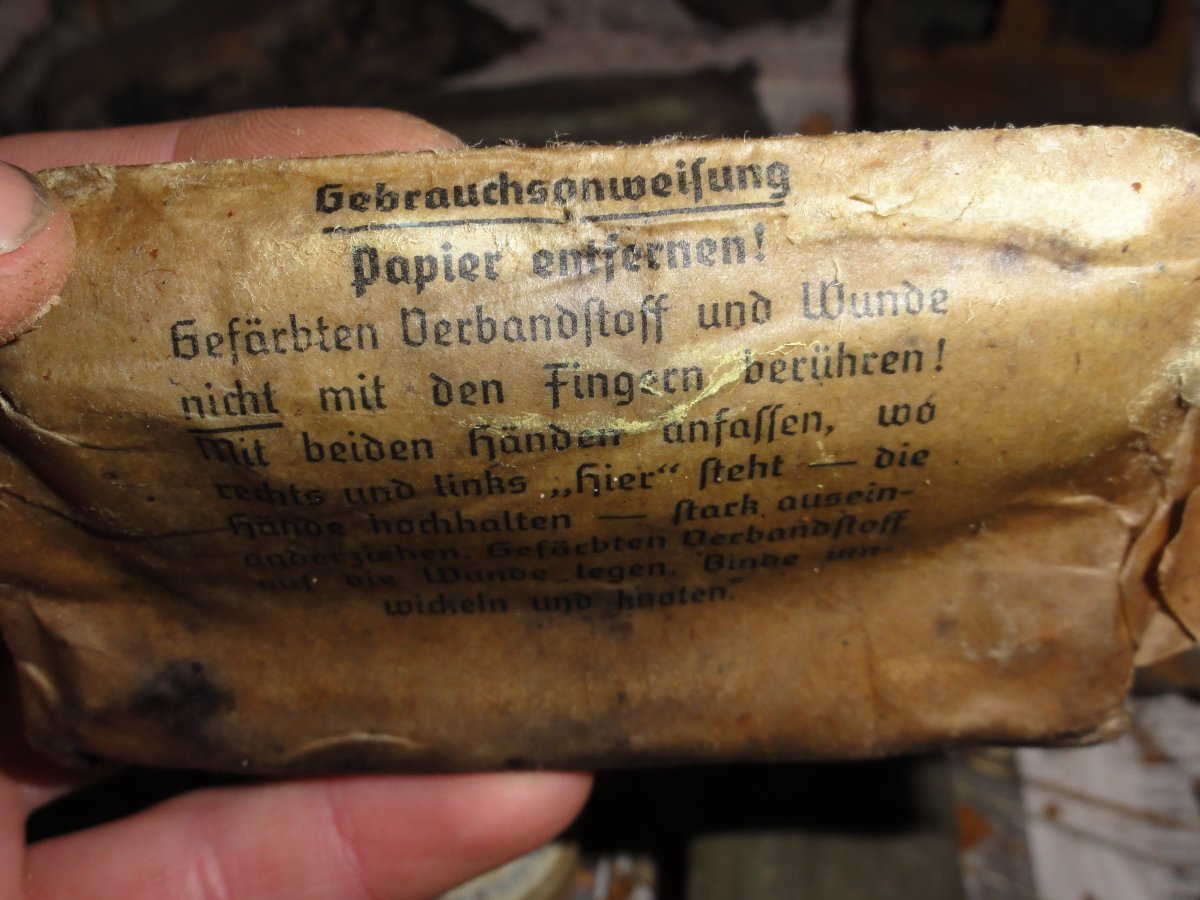 Gebrauchsanweiſung
Papier entfernen!
Gefärbten Verbandſtoff und Wunde
nicht mit den Fingern berühren!
Mit beiden Händen anfaſſen, wo
rechts und links „Hier“ ſteht — die
Hände hochhalten — ſtark ausein-
anderziehen. Gefärbten Verbandſtoff
auf die Wunde legen. Binde um-
wickeln und knoten.